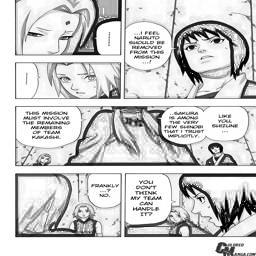 ...I FEEL
NARUTO
SHOULD BE
REMOVED
FROM THIS
MISSION
...!
LIKE
YOU,
SHIZUNE
...SAKURA
IS AMONG
THE VERY
FEW SHINOBI
THAT I TRUST
IMPLICITLY.
THIS MISSION
MUST INVOLVE
THE REMAINING
MEMBERS
OF TEAM
KAKASHI.
YOU
DON'T
THINK
MY TEAM
CAN
HANDLE
IT?
FRANKLY
...?
NO.
COLORED
MANGA.COM